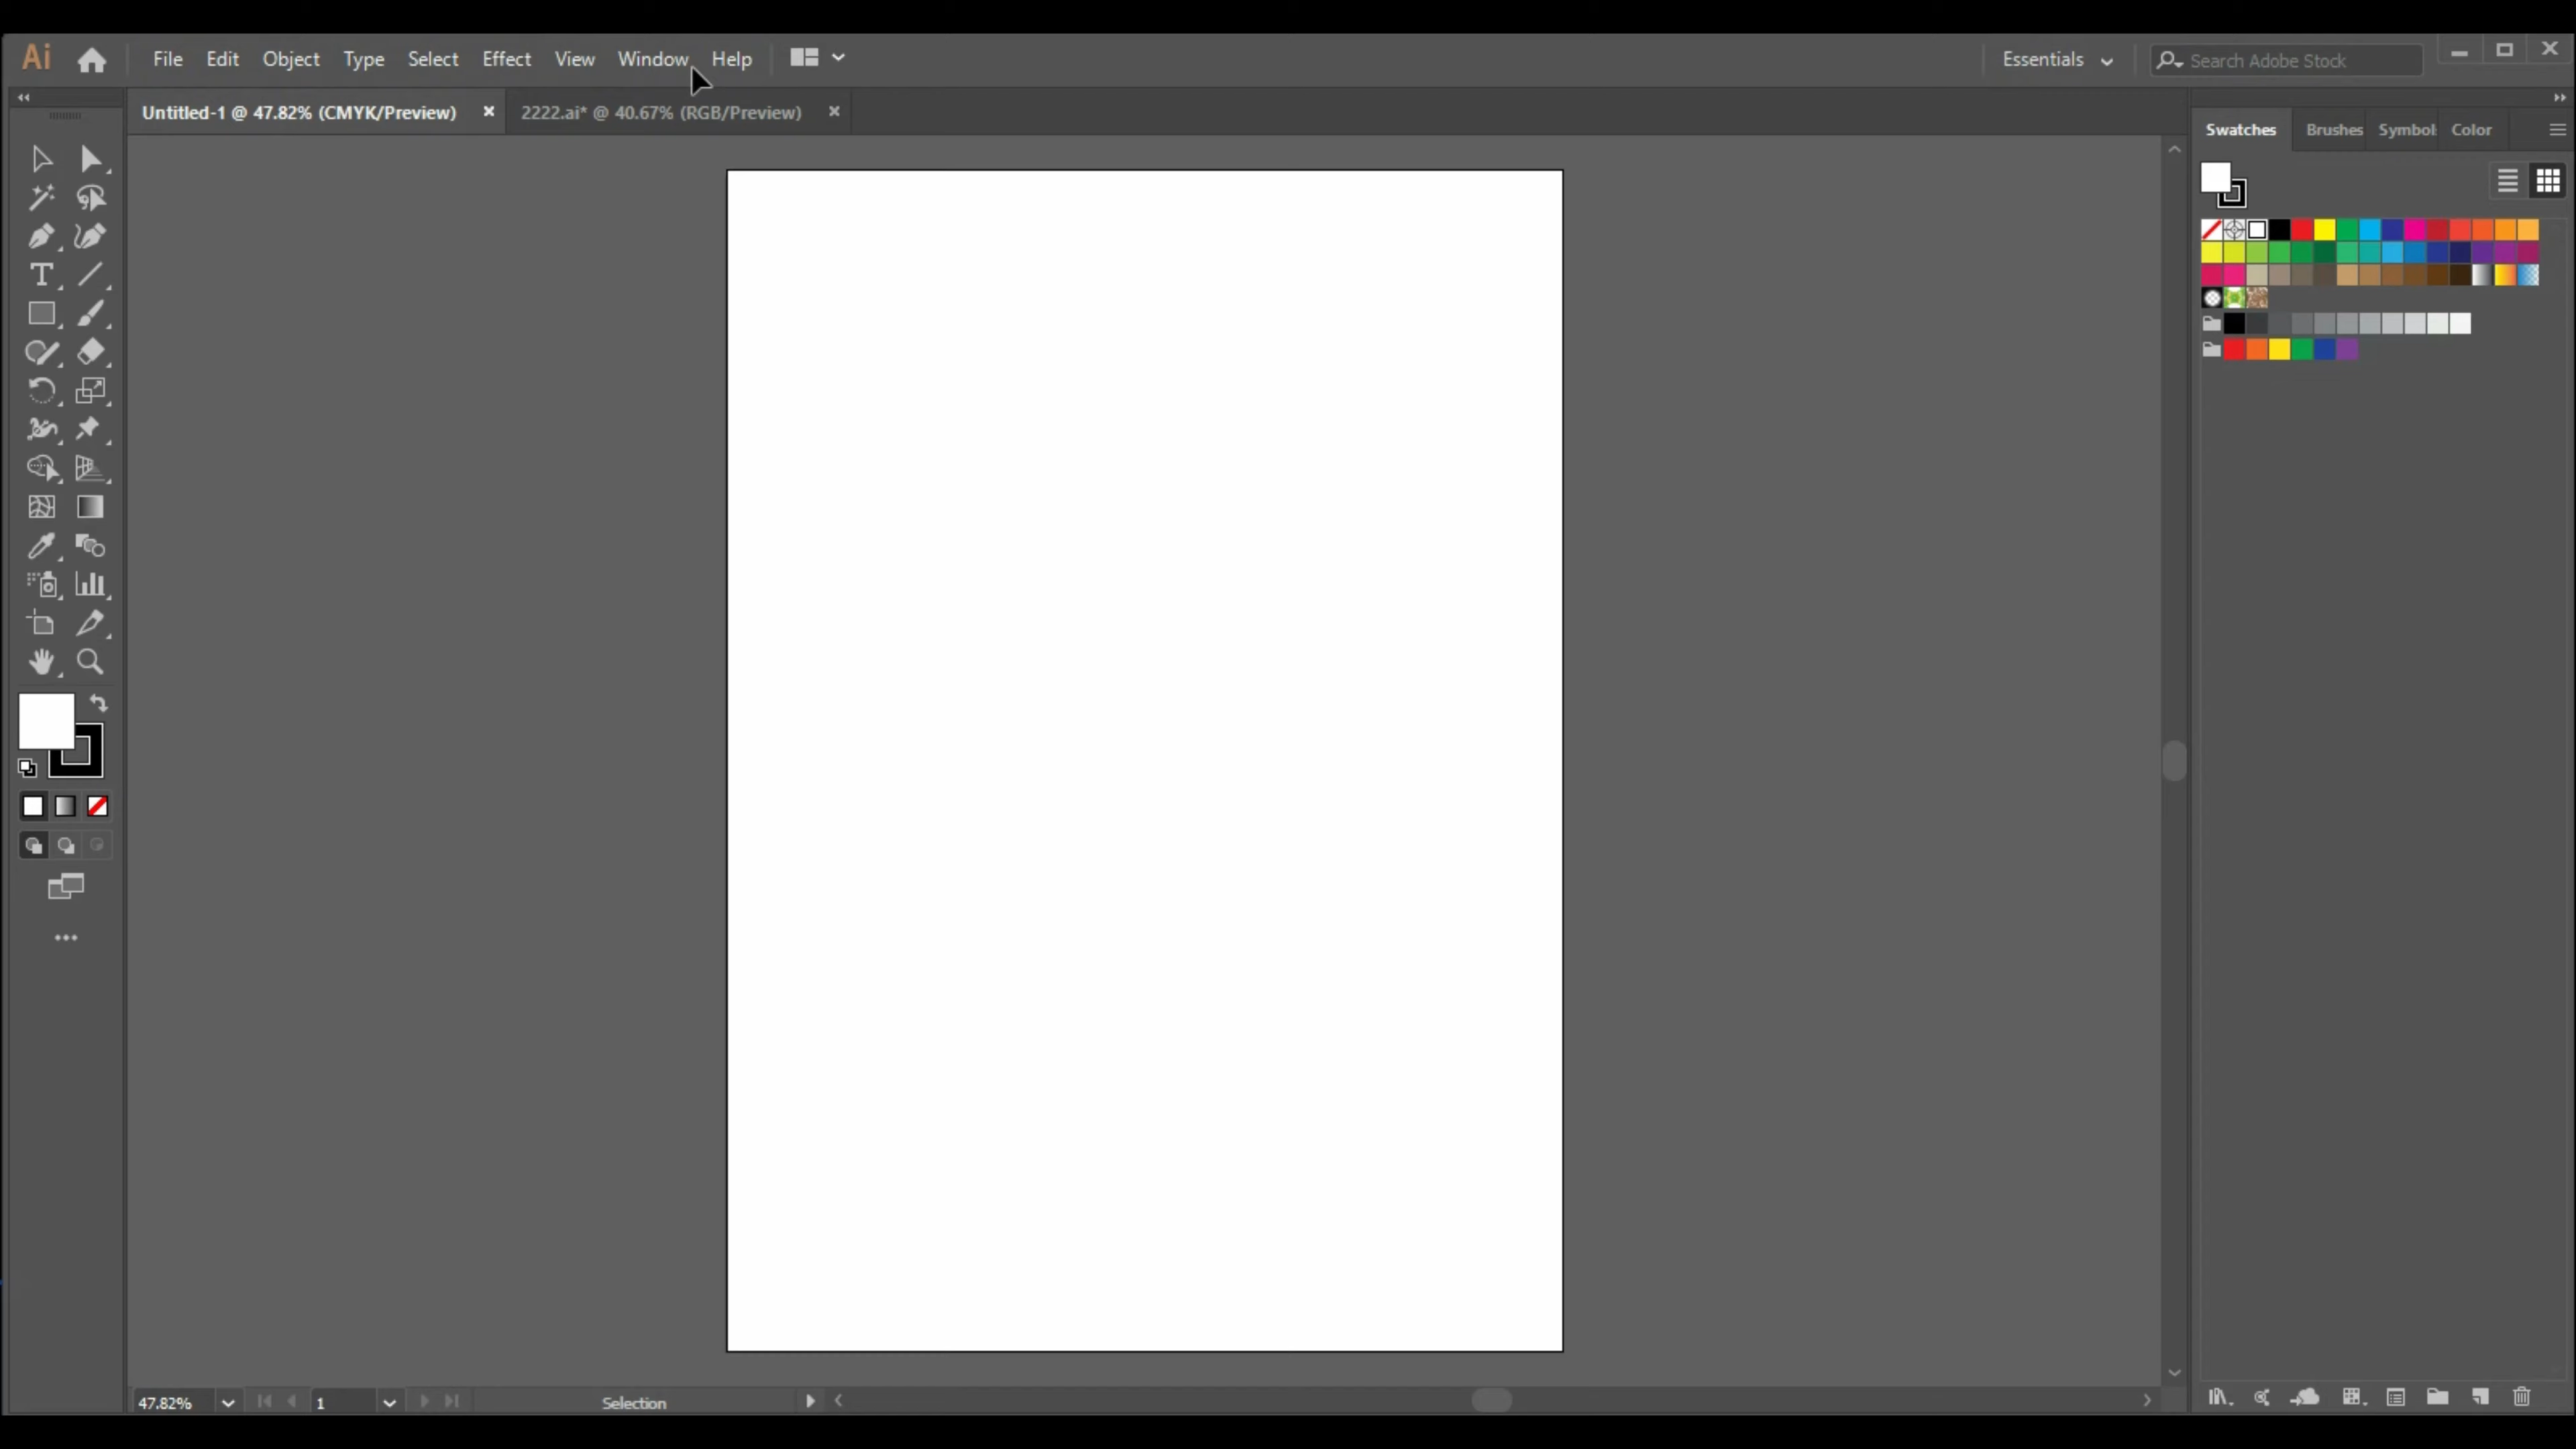 Ai File Edit Object Type Select Effect View Window Help Essentials Search Adobe Stock
Untitled-1 @ 47.82% (CMYK/Preview) 2222.ai* @ 40.67% (RGB/Preview)
Swatches Brushes Symbol Color
47.82% 1 Selection